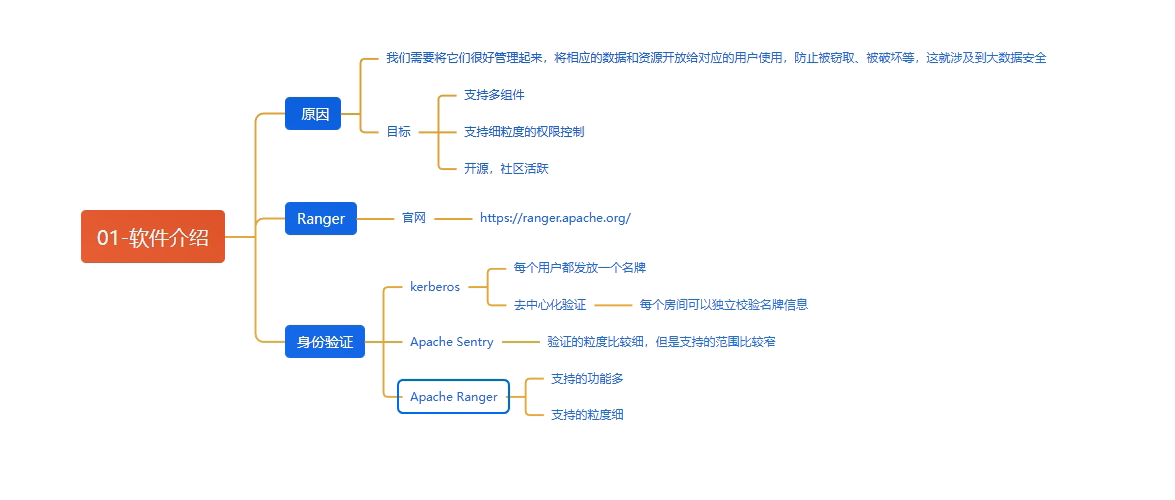 01-软件介绍
原因
我们需要将它们很好管理起来，将相应的数据和资源开放给对应的用户使用，防止被窃取、被破坏等，这就涉及到大数据安全
目标
支持多组件
支持细粒度的权限控制
开源，社区活跃
Ranger
官网
https://ranger.apache.org/
身份验证
kerberos
每个用户都发放一个名牌
去中心化验证
每个房间可以独立校验名牌信息
Apache Sentry
验证的粒度比较细，但是支持的范围比较窄
Apache Ranger
支持的功能多
支持的粒度细